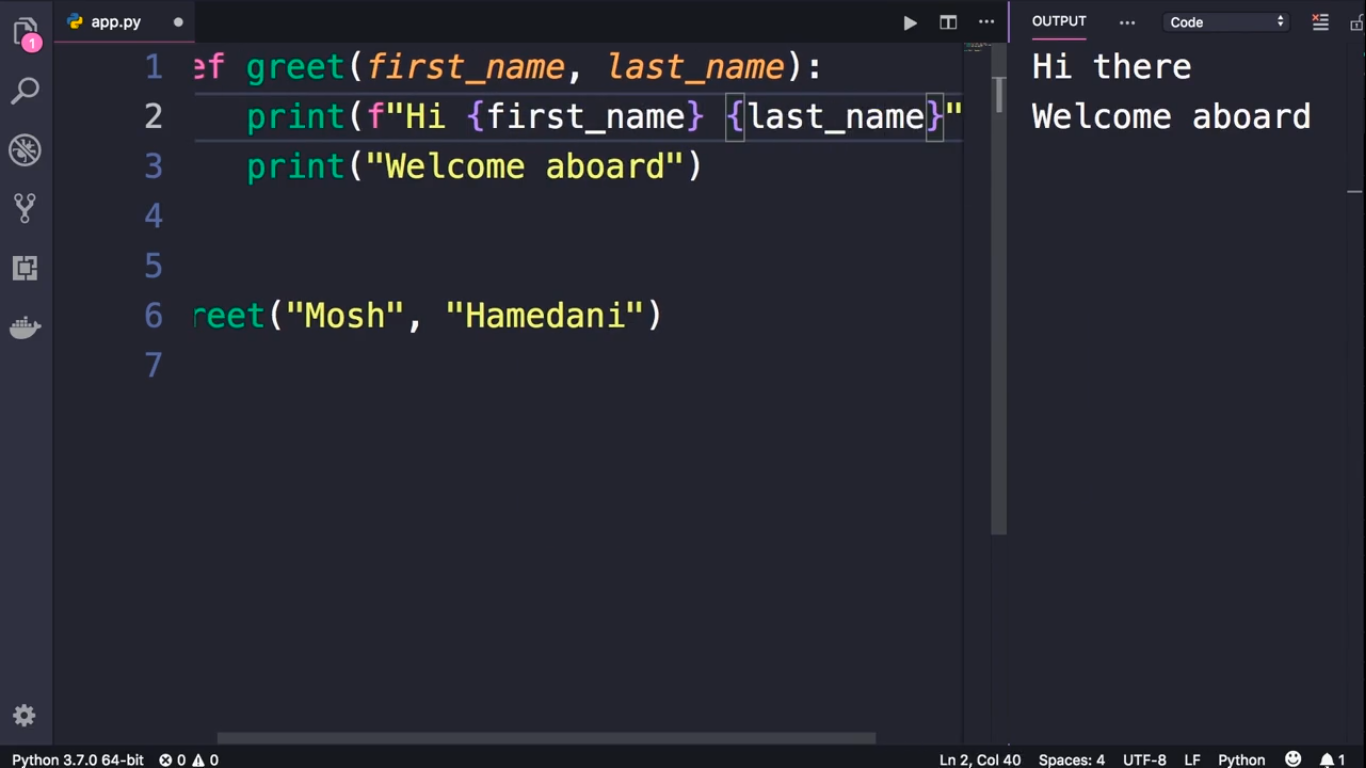 app.py
OUTPUT
Code
1
1 ef greet(first_name, last_name):
2 print(f"Hi {first_name} {last_name}"
3 print("Welcome aboard")
4
5
6 reet("Mosh", "Hamedani")
7
Hi there
Welcome aboard
Python 3.7.0 64-bit 0 0 Ln 2, Col 40 Spaces: 4 UTF-8 LF Python 1